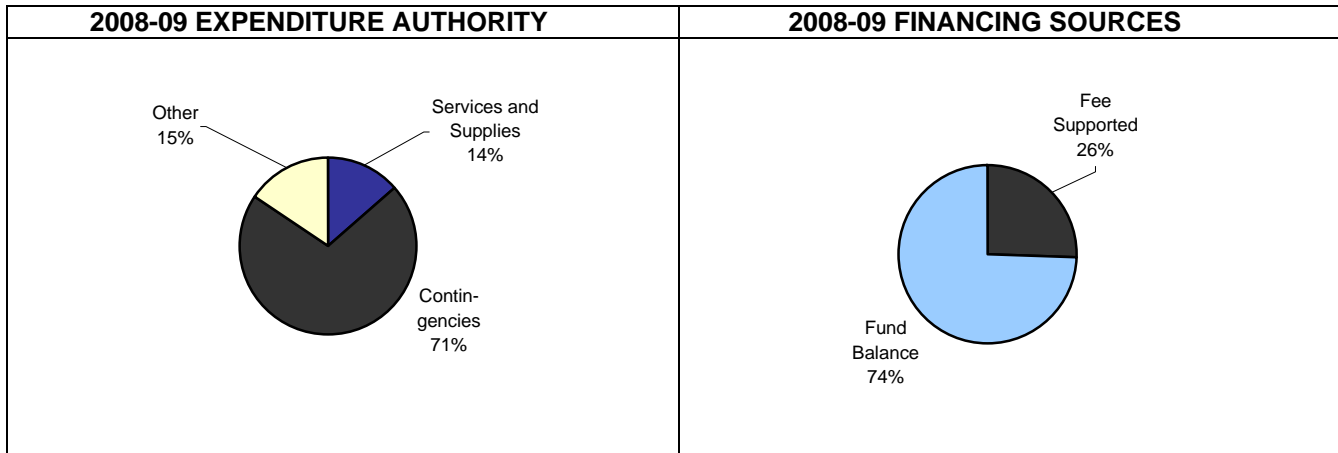 2008-09 EXPENDITURE AUTHORITY
Other
15%
Services and
Supplies
14%
Contin-
gencies
71%
2008-09 FINANCING SOURCES
Fee
Supported
26%
Fund
Balance
74%